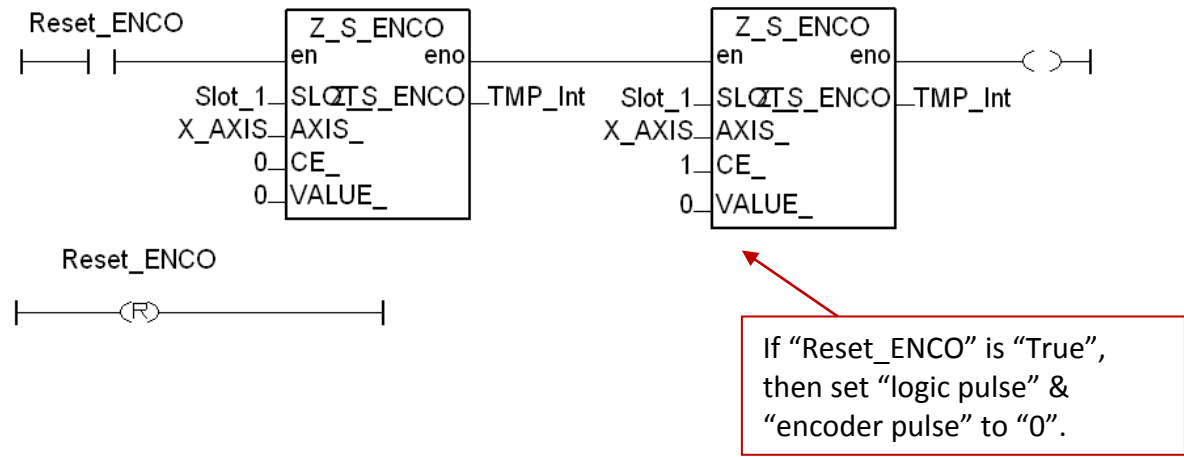 Reset_ENCO
Z_S_ENCO Z_S_ENCO
en eno en eno
Slot_1 SLOT_ Z_S_ENCO TMP_Int Slot_1 SLOT_ Z_S_ENCO TMP_Int
X_AXIS AXIS_ X_AXIS AXIS_
0 CE_ 1 CE_
0 VALUE_ 0 VALUE_
Reset_ENCO
(R)
If “Reset_ENCO” is “True”,
then set “logic pulse” &
“encoder pulse” to “0”.